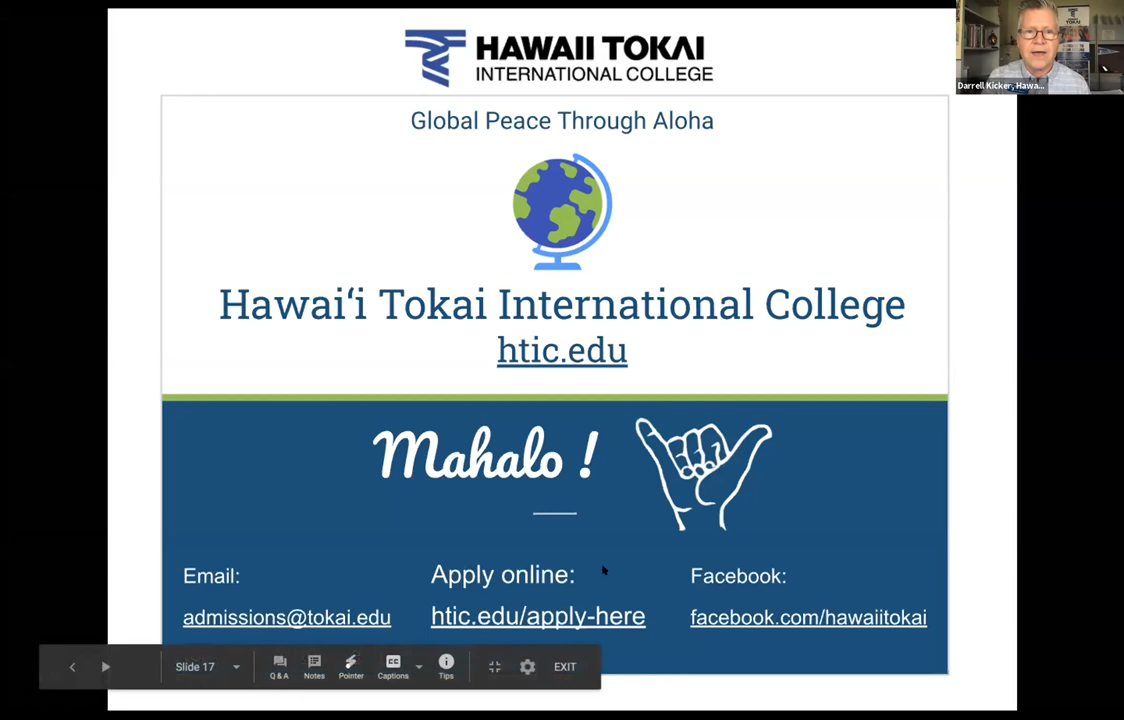 HAWAII TOKAI
INTERNATIONAL COLLEGE
Darrell Kicker, Hawa...
Global Peace Through Aloha
Hawai‘i Tokai International College
htic.edu
Mahalo !
Email:
admissions@tokai.edu
Apply online:
htic.edu/apply-here
Facebook:
facebook.com/hawaiitokai
Slide 17
Q & A
Notes
Pointer
CC
Captions
Tips
EXIT